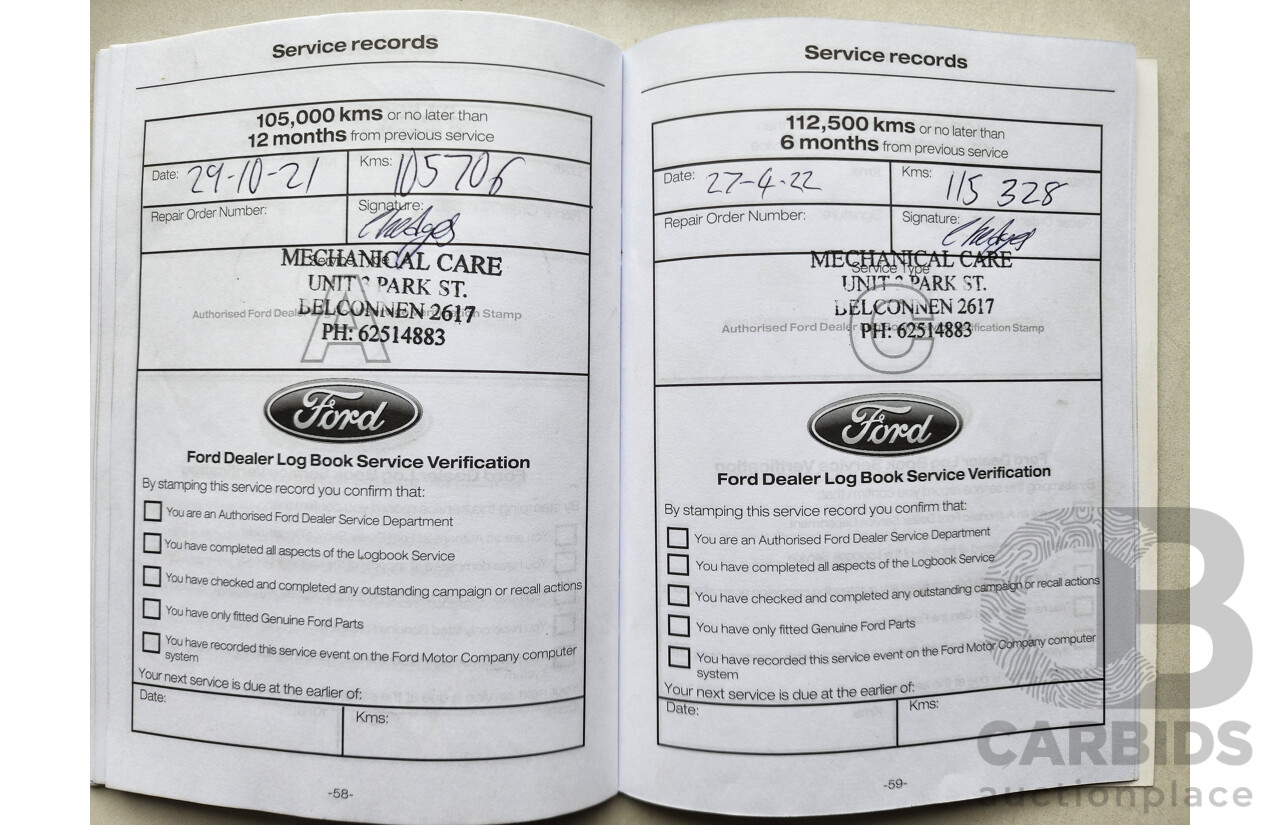 Service records
105,000 kms or no later than
12 months from previous service
Date: 29-10-21 Kms: 105706
Repair Order Number: Signature:
Service Type
MECHANICAL CARE
UNIT PARK ST.
BELCONNEN 2617
Authorised Ford Dealer Log Book Service Verification Stamp
PH: 62514883
A
Ford
Ford Dealer Log Book Service Verification
By stamping this service record you confirm that:
You are an Authorised Ford Dealer Service Department
You have completed all aspects of the Logbook Service
You have checked and completed any outstanding campaign or recall actions
You have only fitted Genuine Ford Parts
You have recorded this service event on the Ford Motor Company computer
system
Your next service is due at the earlier of:
Date: Kms:
-58-
Service records
112,500 kms or no later than
6 months from previous service
Date: 27-4-22 Kms: 115 328
Repair Order Number: Signature:
MECHANICAL CARE
Service Type
UNIT PARK ST.
BELCONNEN 2617
Authorised Ford Dealer Log Book Service Verification Stamp
PH: 62514883
C
Ford
Ford Dealer Log Book Service Verification
By stamping this service record you confirm that:
You are an Authorised Ford Dealer Service Department
You have completed all aspects of the Logbook Service
You have checked and completed any outstanding campaign or recall actions
You have only fitted Genuine Ford Parts
You have recorded this service event on the Ford Motor Company computer
system
Your next service is due at the earlier of:
Date: Kms:
-59-
CB
CARBIDS
auctionplace